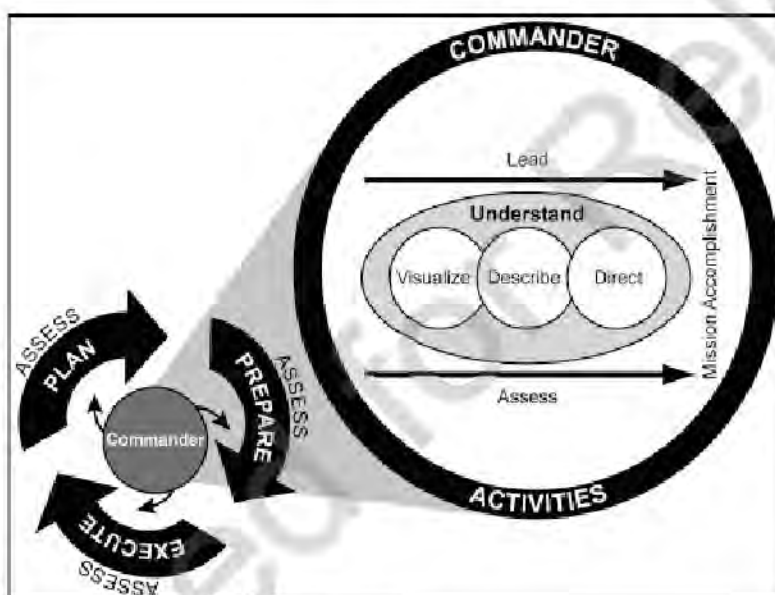 COMMANDER
Lead
Understand
Visualize Describe Direct
Mission Accomplishment
Assess
ACTIVITIES
ASSESS
PLAN
PREPARE
ASSESS
Commander
EXECUTE
ASSESS